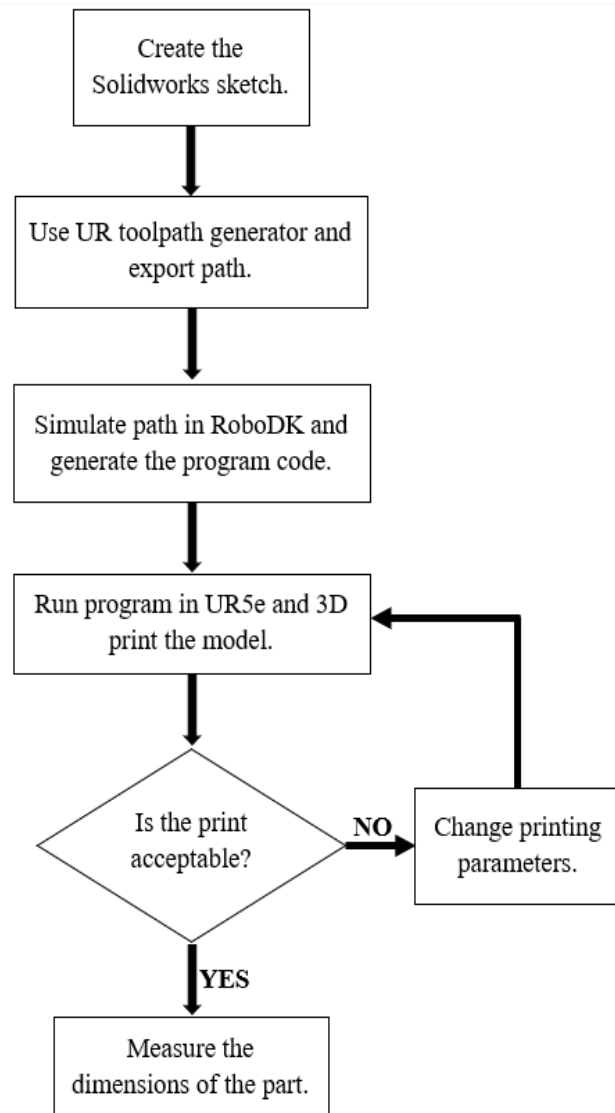 Create the
Solidworks sketch.
Use UR toolpath generator and
export path.
Simulate path in RoboDK and
generate the program code.
Run program in UR5e and 3D
print the model.
Is the print
acceptable?
NO
Change printing
parameters.
YES
Measure the
dimensions of the part.